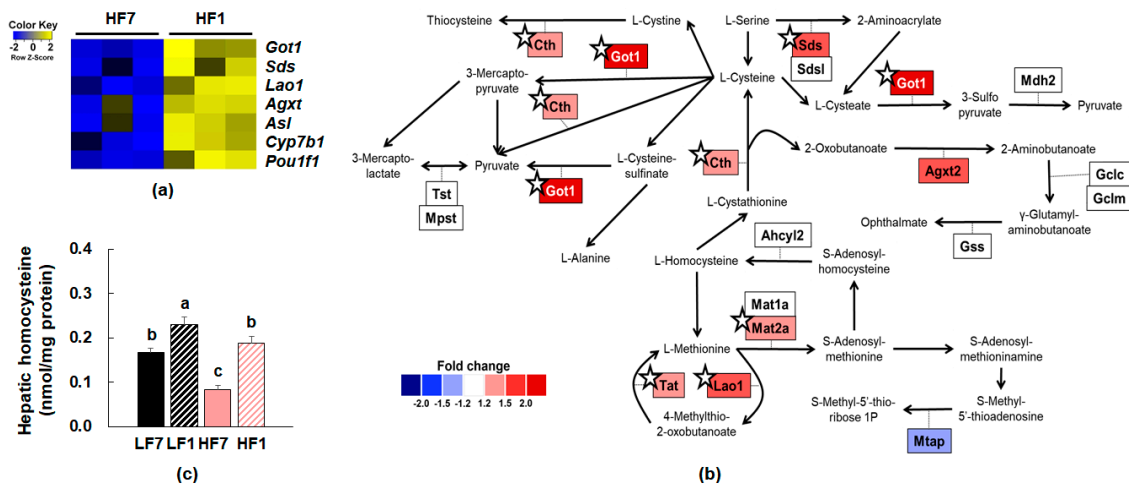 HF7 HF1
Color Key
-2 0 2
Row Z-Score
Got1
Sds
Lao1
Agxt
Asl
Cyp7b1
Pou1f1
(a)
Hepatic homocysteine
(nmol/mg protein)
0.4
0.3
0.2
0.1
0.0
b
a
c
b
LF7 LF1 HF7 HF1
(c)
Thiocysteine
Cth
L-Cystine
L-Serine
2-Aminoacrylate
Sds
Sdsl
Got1
3-Mercapto-
pyruvate
Cth
L-Cysteine
L-Cysteate
Got1
3-Sulfo
pyruvate
Mdh2
Pyruvate
3-Mercapto-
lactate
Tst
Mpst
Pyruvate
Got1
L-Cysteine-
sulfinate
L-Alanine
Cth
2-Oxobutanoate
Agxt2
2-Aminobutanoate
Gclc
Gclm
γ-Glutamyl-
aminobutanoate
Gss
Ophthalmate
L-Cystathionine
L-Homocysteine
Ahcyl2
S-Adenosyl-
homocysteine
Mat1a
Mat2a
L-Methionine
S-Adenosyl-
methionine
S-Adenosyl-
methioninamine
Tat
Lao1
4-Methylthio-
2-oxobutanoate
S-Methyl-5'-thio-
ribose 1P
S-Methyl-
5'-thioadenosine
Mtap
Fold change
-2.0 -1.5 -1.2 1.2 1.5 2.0
(b)